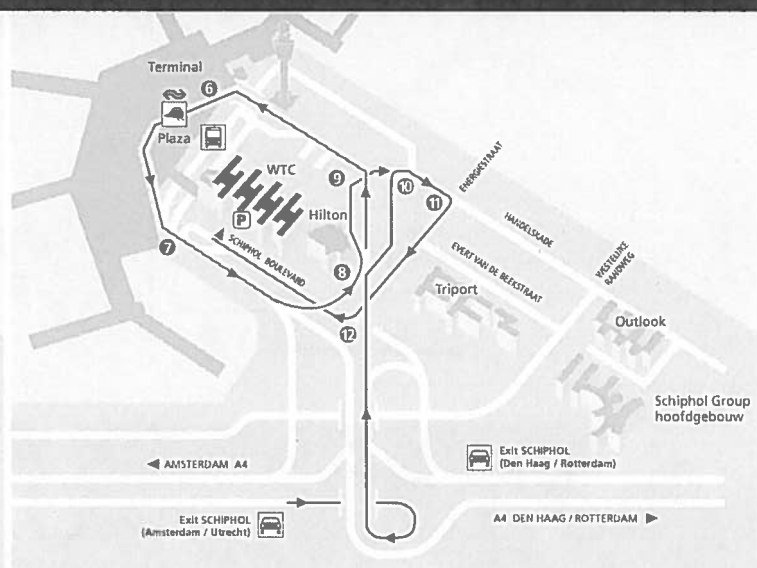 Terminal
6
Plaza
WTC
9
10
11
ENERGIESTRAAT
HANDELSKADE
P
Hilton
7
SCHIPHOL BOULEVARD
8
EVERT VAN DE BEEKSTRAAT
WESTELIJKE
RANDWEG
Triport
12
Outlook
Schiphol Group
hoofdgebouw
AMSTERDAM A4
Exit SCHIPHOL
(Den Haag / Rotterdam)
Exit SCHIPHOL
(Amsterdam / Utrecht)
A4 DEN HAAG / ROTTERDAM